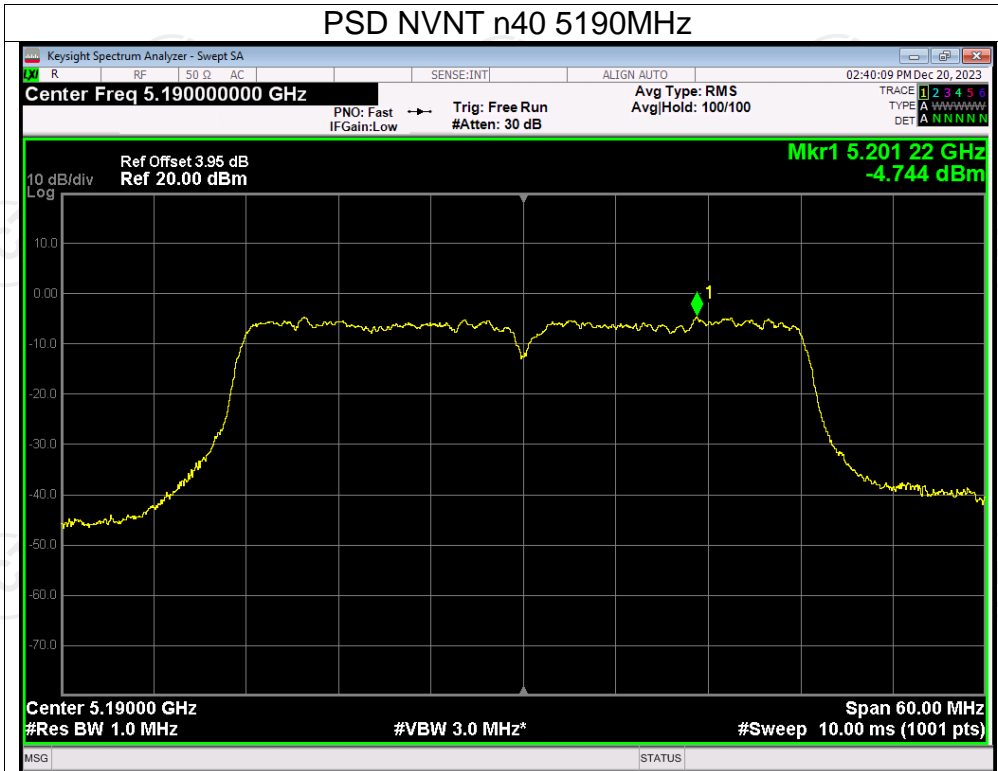 PSD NVNT n40 5190MHz
Keysight Spectrum Analyzer - Swept SA
LXI R RF 50 Ω AC SENSE:INT ALIGN AUTO 02:40:09 PM Dec 20, 2023
Center Freq 5.190000000 GHz
PNO: Fast
IFGain:Low
Trig: Free Run
#Atten: 30 dB
Avg Type: RMS
Avg|Hold: 100/100
TRACE 1 2 3 4 5 6
TYPE A WWWWW
DET A N N N N N
Mkr1 5.201 22 GHz
-4.744 dBm
Ref Offset 3.95 dB
10 dB/div Ref 20.00 dBm
Log
10.0
0.00
-10.0
-20.0
-30.0
-40.0
-50.0
-60.0
-70.0
1
Center 5.19000 GHz Span 60.00 MHz
#Res BW 1.0 MHz #VBW 3.0 MHz* #Sweep 10.00 ms (1001 pts)
MSG STATUS